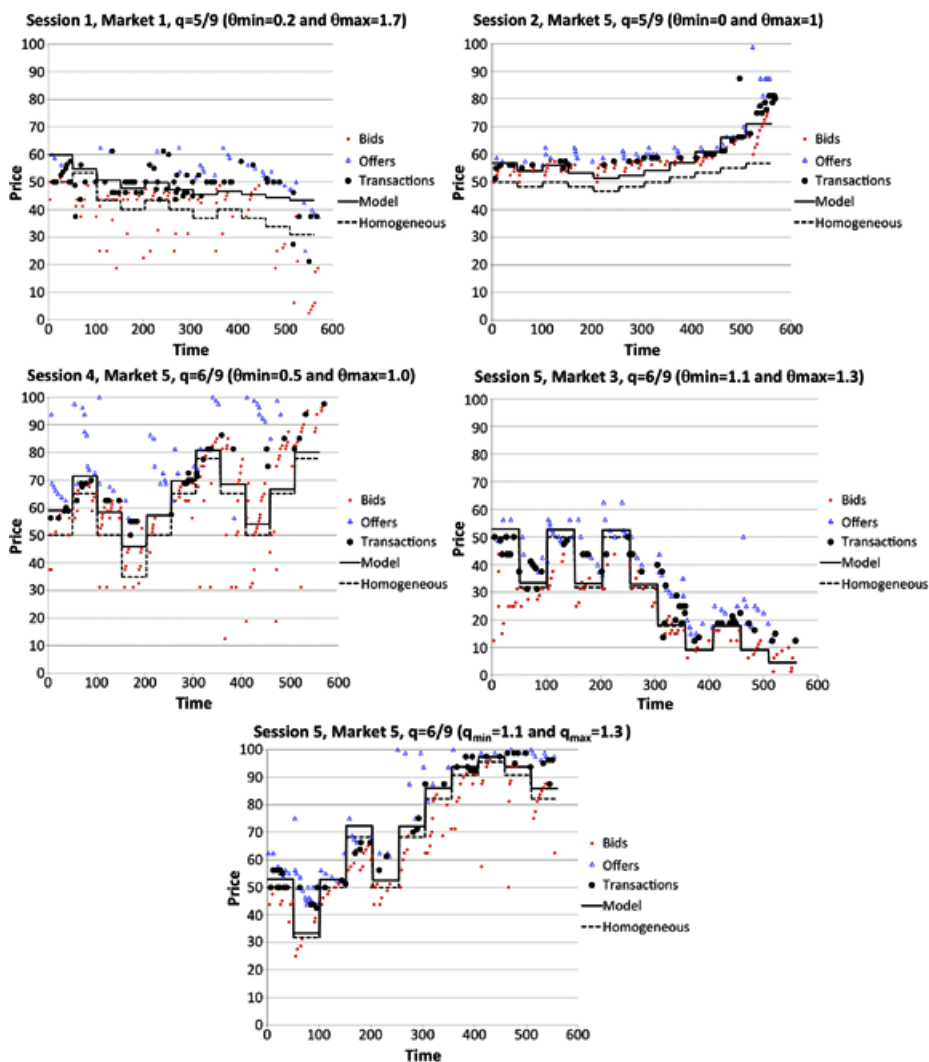 Session 1, Market 1, q=5/9 (θmin=0.2 and θmax=1.7)
100
90
80
70
60
50
40
30
20
10
0
Price
0 100 200 300 400 500 600
Time
Bids
Offers
Transactions
Model
Homogeneous
Session 2, Market 5, q=5/9 (θmin=0 and θmax=1)
100
90
80
70
60
50
40
30
20
10
0
Price
0 100 200 300 400 500 600
Time
Bids
Offers
Transactions
Model
Homogeneous
Session 4, Market 5, q=6/9 (θmin=0.5 and θmax=1.0)
100
90
80
70
60
50
40
30
20
10
0
Price
0 100 200 300 400 500 600
Time
Bids
Offers
Transactions
Model
Homogeneous
Session 5, Market 3, q=6/9 (θmin=1.1 and θmax=1.3)
100
90
80
70
60
50
40
30
20
10
0
Price
0 100 200 300 400 500 600
Time
Bids
Offers
Transactions
Model
Homogeneous
Session 5, Market 5, q=6/9 (qmin=1.1 and qmax=1.3)
100
90
80
70
60
50
40
30
20
10
0
Price
0 100 200 300 400 500 600
Time
Bids
Offers
Transactions
Model
Homogeneous